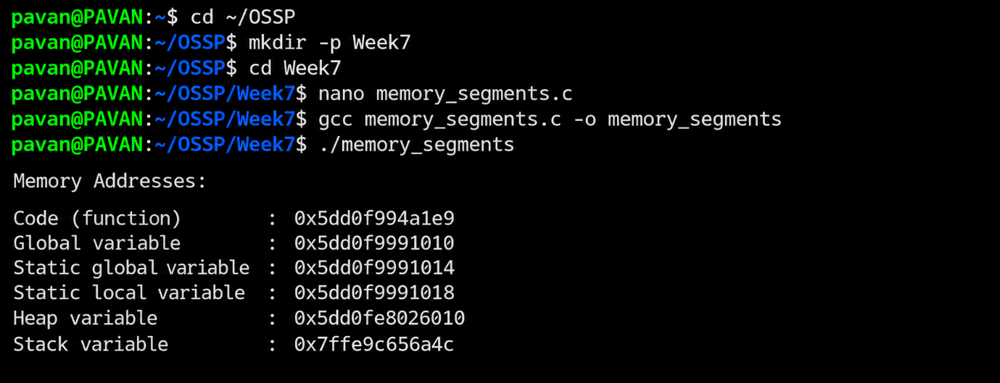 pavan@PAVAN:~$ cd ~/OSSP
pavan@PAVAN:~/OSSP$ mkdir -p Week7
pavan@PAVAN:~/OSSP$ cd Week7
pavan@PAVAN:~/OSSP/Week7$ nano memory_segments.c
pavan@PAVAN:~/OSSP/Week7$ gcc memory_segments.c -o memory_segments
pavan@PAVAN:~/OSSP/Week7$ ./memory_segments
Memory Addresses:
Code (function) : 0x5dd0f994a1e9
Global variable : 0x5dd0f9991010
Static global variable : 0x5dd0f9991014
Static local variable : 0x5dd0f9991018
Heap variable : 0x5dd0fe8026010
Stack variable : 0x7ffe9c656a4c